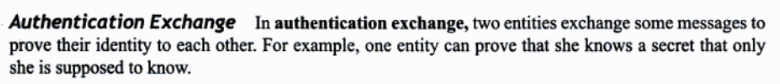 Authentication Exchange In authentication exchange, two entities exchange some messages to
prove their identity to each other. For example, one entity can prove that she knows a secret that only
she is supposed to know.